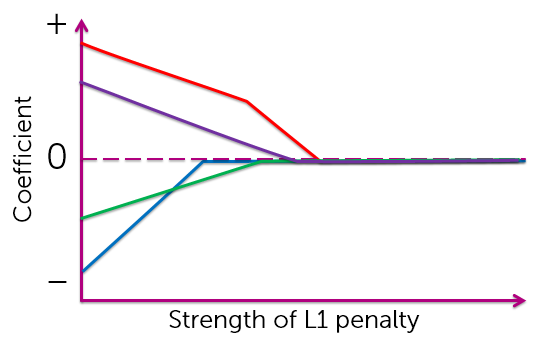 +
Coefficient
0
–
Strength of L1 penalty